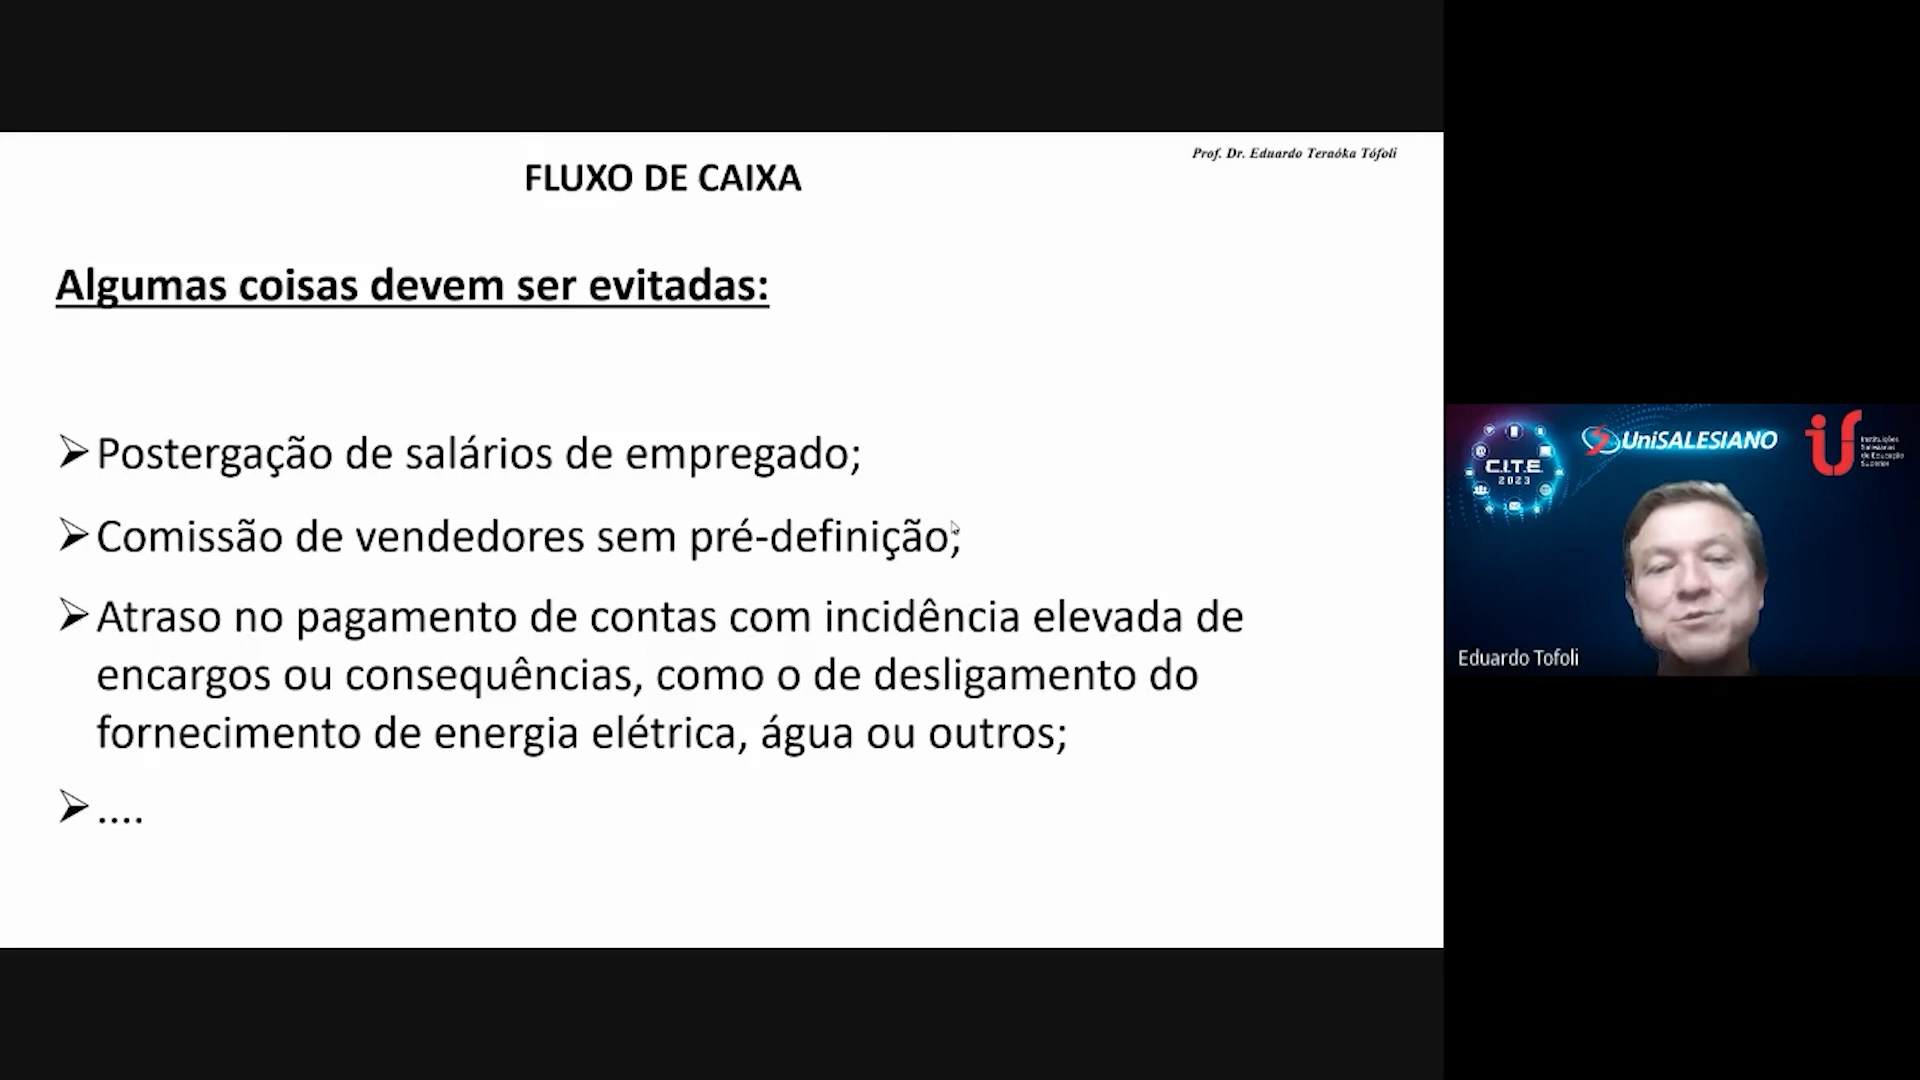 Prof. Dr. Eduardo Teraóka Tófoli
FLUXO DE CAIXA
Algumas coisas devem ser evitadas:
Postergação de salários de empregado;
Comissão de vendedores sem pré-definição;
Atraso no pagamento de contas com incidência elevada de
encargos ou consequências, como o de desligamento do
fornecimento de energia elétrica, água ou outros;
....
C.I.T.E
2023
UniSALESIANO
Instituições
Salesianas
de Educação
Superior
Eduardo Tofoli